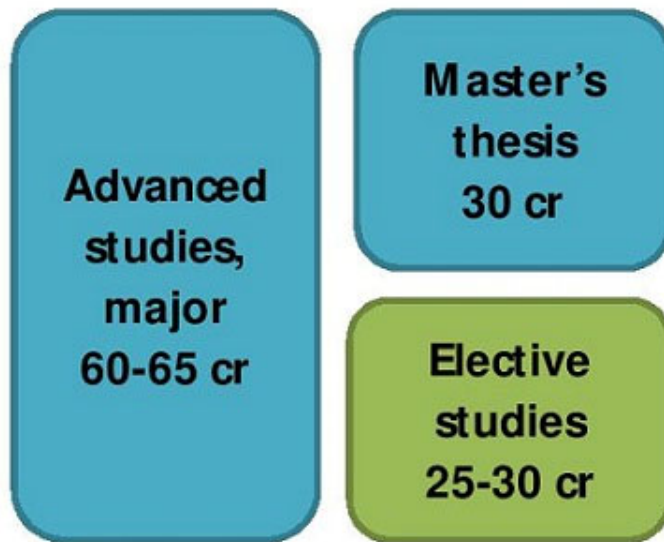 Advanced
studies,
major
60-65 cr
Master's
thesis
30 cr
Elective
studies
25-30 cr